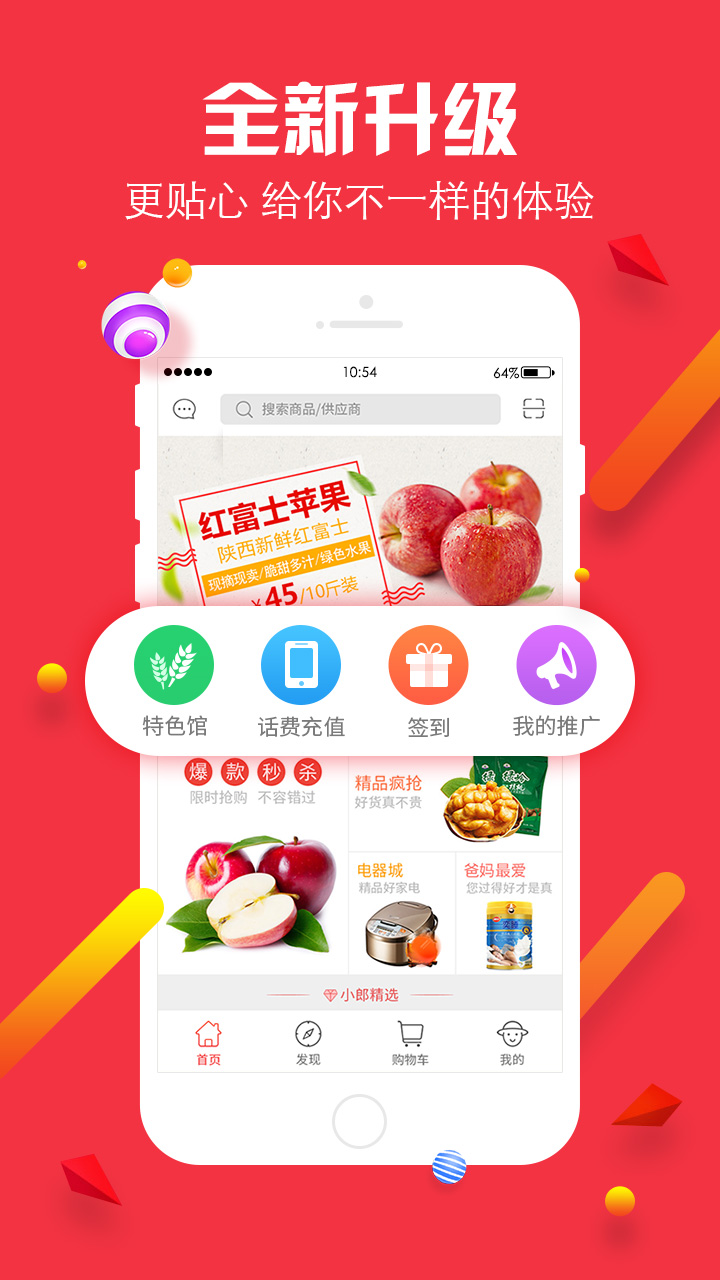 全新升级
更贴心 给你不一样的体验
10:54
64%
搜索商品/供应商
红富士苹果
陕西新鲜红富士
现摘现卖/脆甜多汁/绿色水果
¥45/10斤装
特色馆
话费充值
签到
我的推广
爆款秒杀
限时抢购 不容错过
精品疯抢
好货真不贵
电器城
精品好家电
爸妈最爱
您过得好才是真
小郎精选
首页
发现
购物车
我的